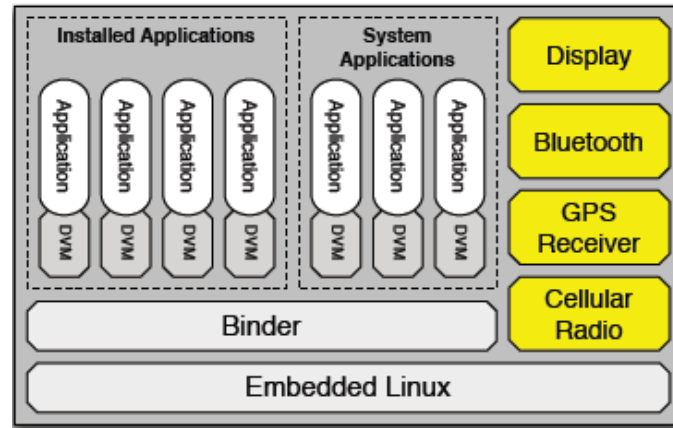 Installed Applications
Application
Application
Application
Application
DVM
DVM
DVM
DVM
System
Applications
Application
Application
Application
DVM
DVM
DVM
Display
Bluetooth
GPS
Receiver
Cellular
Radio
Binder
Embedded Linux